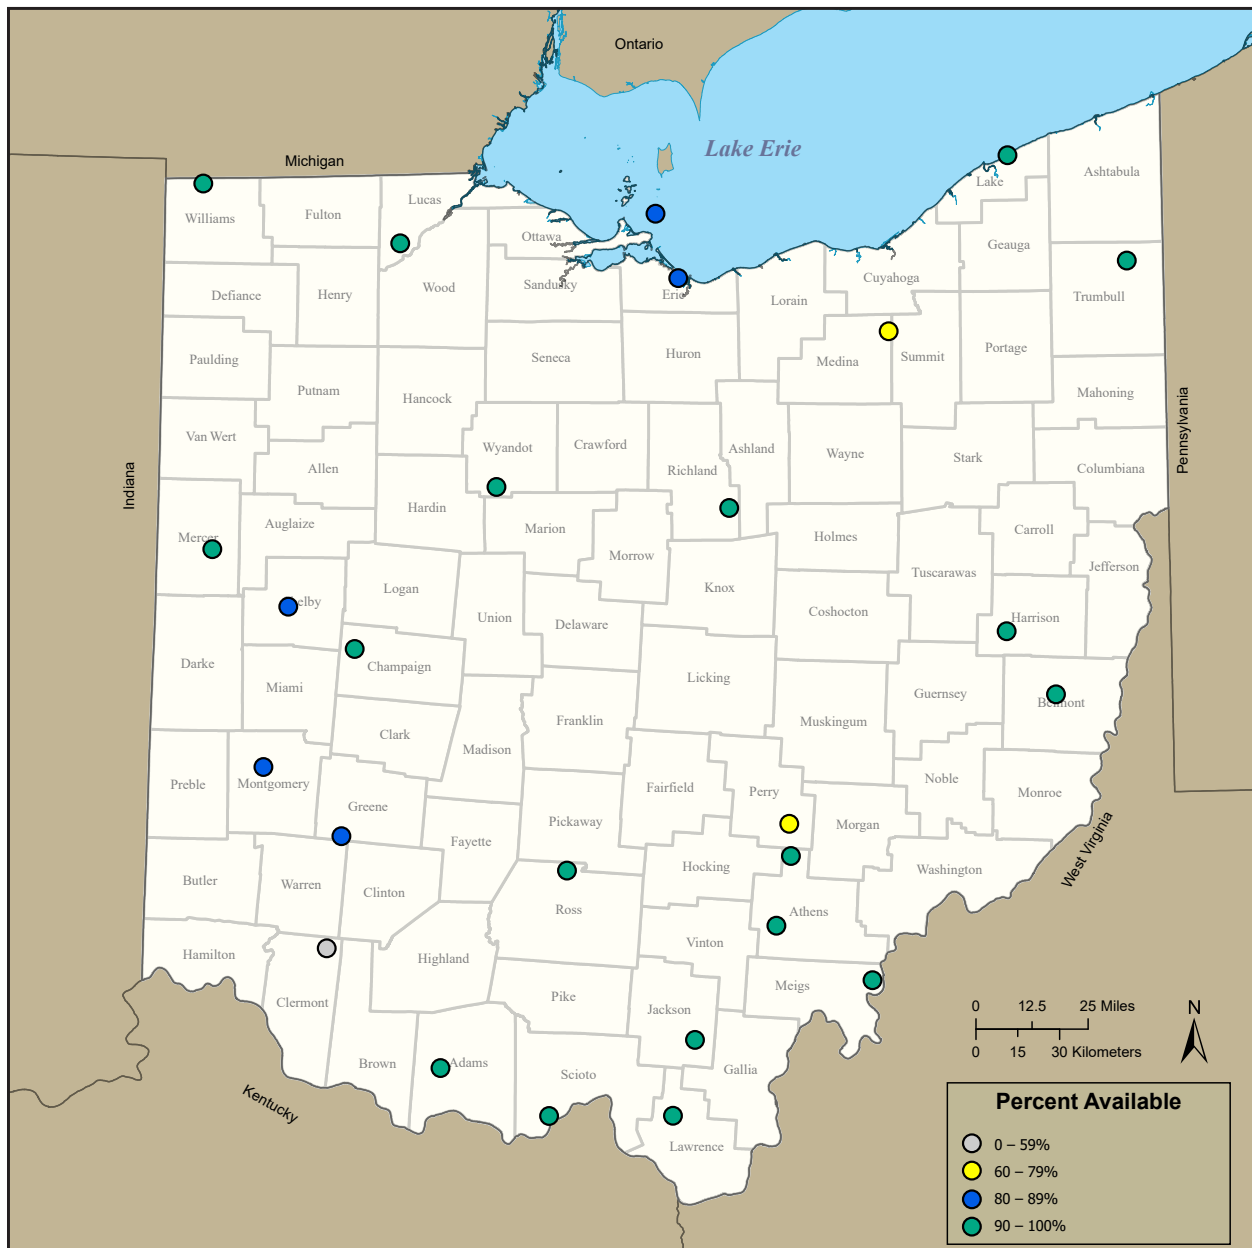 Ontario
Lake Erie
Michigan
Lake
Ashtabula
Williams
Fulton
Lucas
Ottawa
Geauga
Cuyahoga
Defiance
Henry
Wood
Sandusky
Erie
Lorain
Trumbull
Paulding
Seneca
Huron
Medina
Summit
Portage
Putnam
Hancock
Mahoning
Pennsylvania
Van Wert
Wyandot
Crawford
Ashland
Wayne
Stark
Allen
Richland
Columbiana
Indiana
Hardin
Auglaize
Marion
Mercer
Holmes
Carroll
Morrow
Jefferson
Tuscarawas
Logan
Knox
elby
Union
Delaware
Coshocton
Harrison
Darke
Champaign
Licking
Miami
Guernsey
Belmont
Franklin
Muskingum
Clark
Madison
Preble
Montgomery
Fairfield
Perry
Noble
Monroe
Greene
Pickaway
Morgan
Fayette
West Virginia
Hocking
Washington
Butler
Warren
Clinton
Ross
Athens
Vinton
Hamilton
Highland
Clermont
Pike
Meigs
Jackson
0 12.5 25 Miles
N
0 15 30 Kilometers
Brown
Adams
Scioto
Gallia
Kentucky
Lawrence
Percent Available
0 – 59%
60 – 79%
80 – 89%
90 – 100%